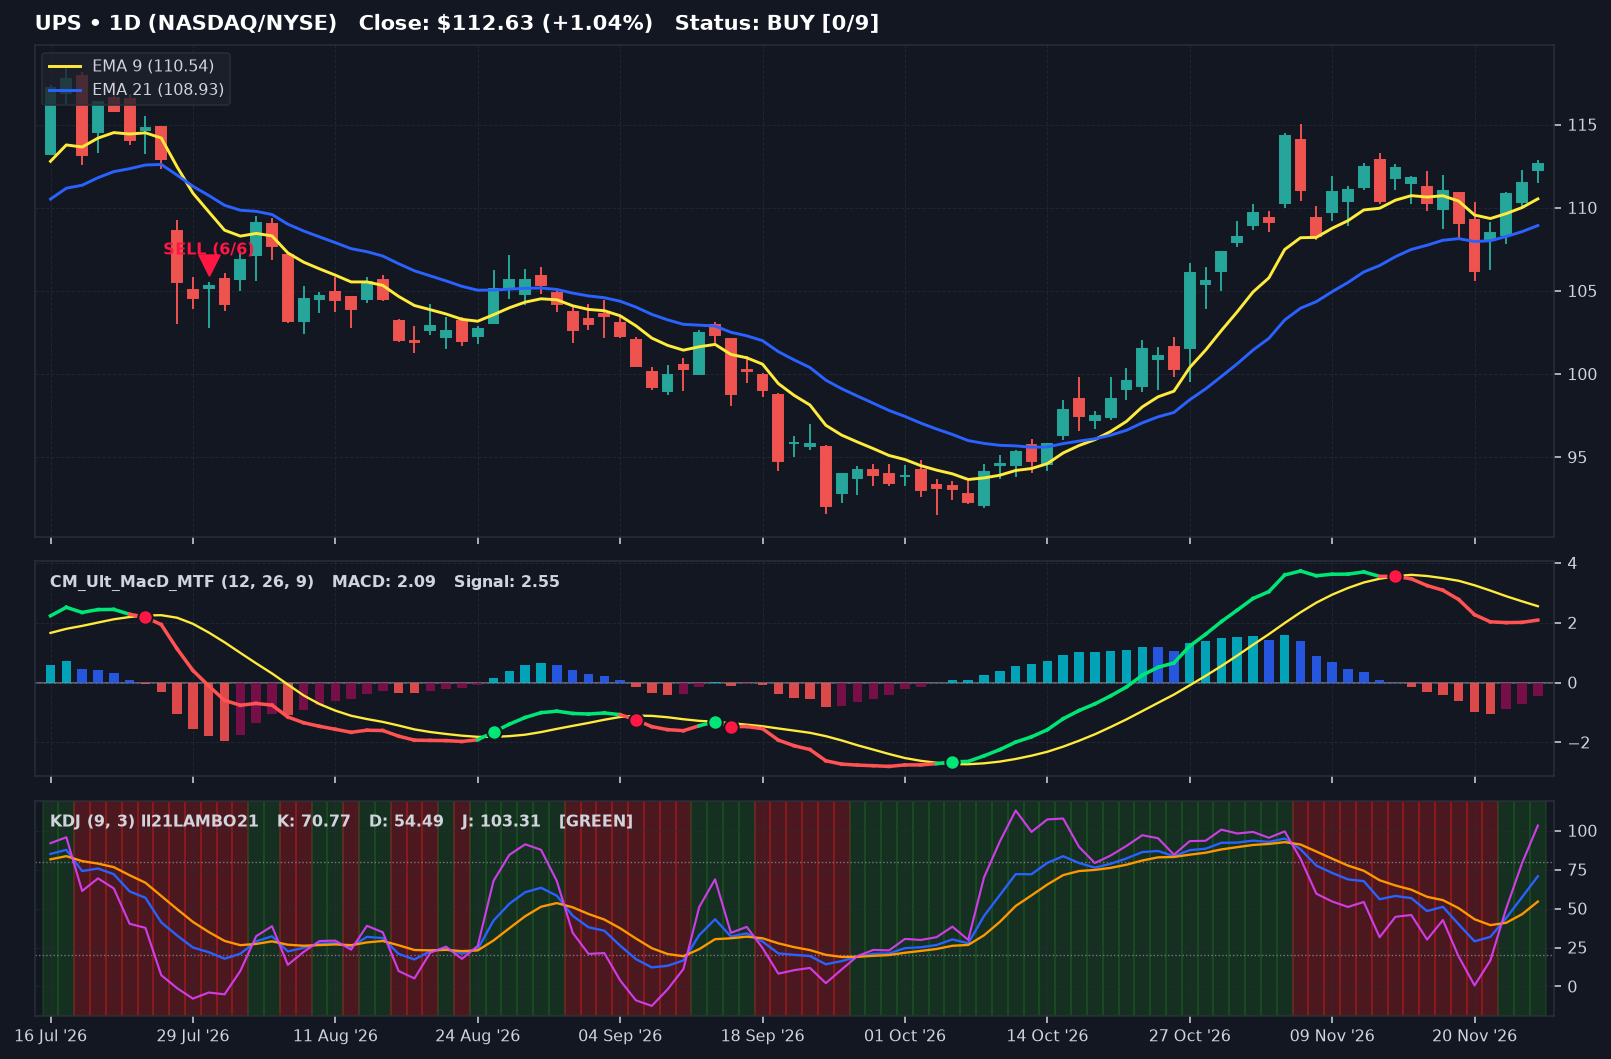 UPS • 1D (NASDAQ/NYSE)   Close: $112.63 (+1.04%)   Status: BUY [0/9]
EMA 9 (110.54)
EMA 21 (108.93)
SELL (6/6)
115
110
105
100
95
CM_Ult_MacD_MTF (12, 26, 9)   MACD: 2.09   Signal: 2.55
4
2
0
−2
KDJ (9, 3) II21LAMBO21   K: 70.77   D: 54.49   J: 103.31   [GREEN]
100
75
50
25
0
16 Jul '26   29 Jul '26   11 Aug '26   24 Aug '26   04 Sep '26   18 Sep '26   01 Oct '26   14 Oct '26   27 Oct '26   09 Nov '26   20 Nov '26